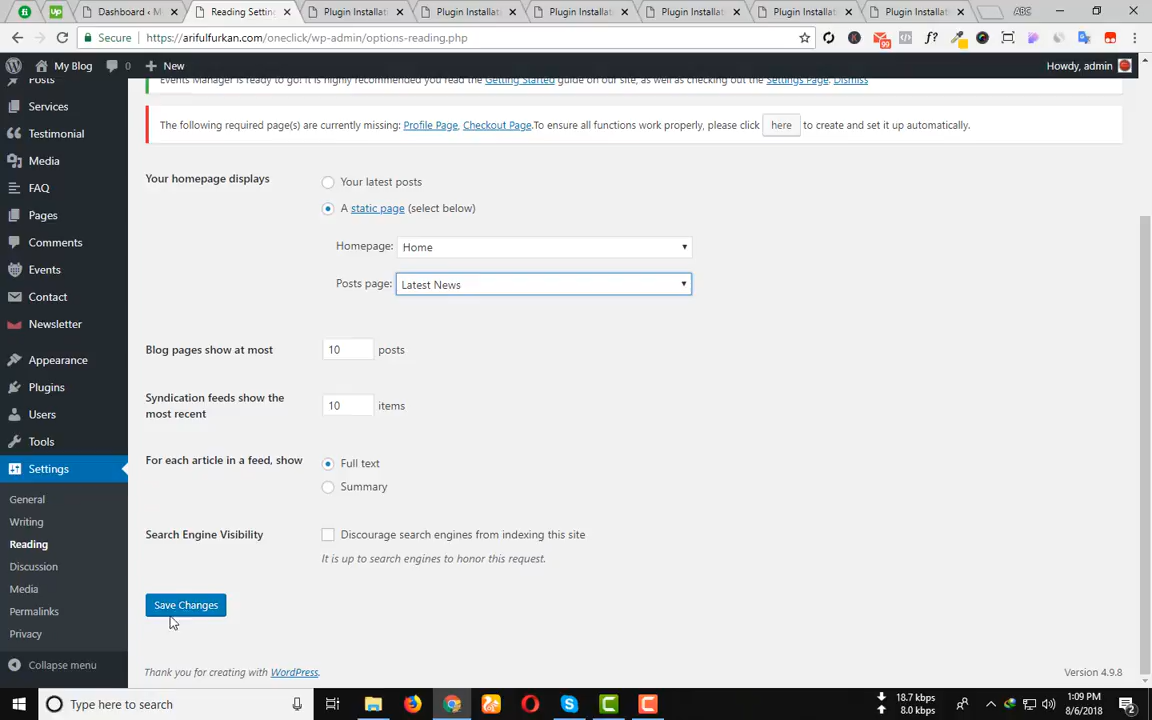 Dashboard ‹ M
Reading Settin
Plugin Installati
Plugin Installati
Plugin Installati
Plugin Installati
Plugin Installati
Plugin Installati
ABC
Secure
https://arifulfurkan.com/oneclick/wp-admin/options-reading.php
My Blog
0
New
Howdy, admin
Posts
Services
Testimonial
Media
FAQ
Pages
Comments
Events
Contact
Newsletter
Appearance
Plugins
Users
Tools
Settings
General
Writing
Reading
Discussion
Media
Permalinks
Privacy
Collapse menu
Events Manager is ready to go! It is highly recommended you read the Getting Started guide on our site, as well as checking out the Settings Page. Dismiss
The following required page(s) are currently missing: Profile Page, Checkout Page.To ensure all functions work properly, please click here to create and set it up automatically.
Your homepage displays
Your latest posts
A static page (select below)
Homepage: Home
Posts page: Latest News
Blog pages show at most 10 posts
Syndication feeds show the
most recent
10 items
For each article in a feed, show
Full text
Summary
Search Engine Visibility
Discourage search engines from indexing this site
It is up to search engines to honor this request.
Save Changes
Thank you for creating with WordPress.
Version 4.9.8
Type here to search
18.7 kbps
8.0 kbps
1:09 PM
8/6/2018
2